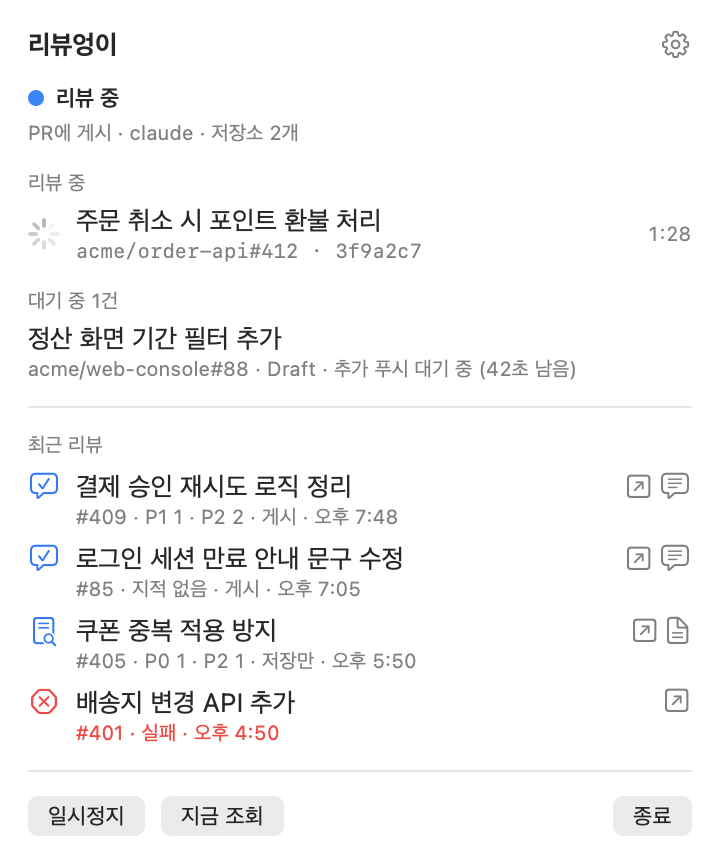 리뷰엉이
리뷰 중
PR에 게시 · claude · 저장소 2개
리뷰 중
주문 취소 시 포인트 환불 처리
1:28
acme/order-api#412 · 3f9a2c7
대기 중 1건
정산 화면 기간 필터 추가
acme/web-console#88 · Draft · 추가 푸시 대기 중 (42초 남음)
최근 리뷰
결제 승인 재시도 로직 정리
#409 · P1 1 · P2 2 · 게시 · 오후 7:48
로그인 세션 만료 안내 문구 수정
#85 · 지적 없음 · 게시 · 오후 7:05
쿠폰 중복 적용 방지
#405 · P0 1 · P2 1 · 저장만 · 오후 5:50
배송지 변경 API 추가
#401 · 실패 · 오후 4:50
일시정지
지금 조회
종료